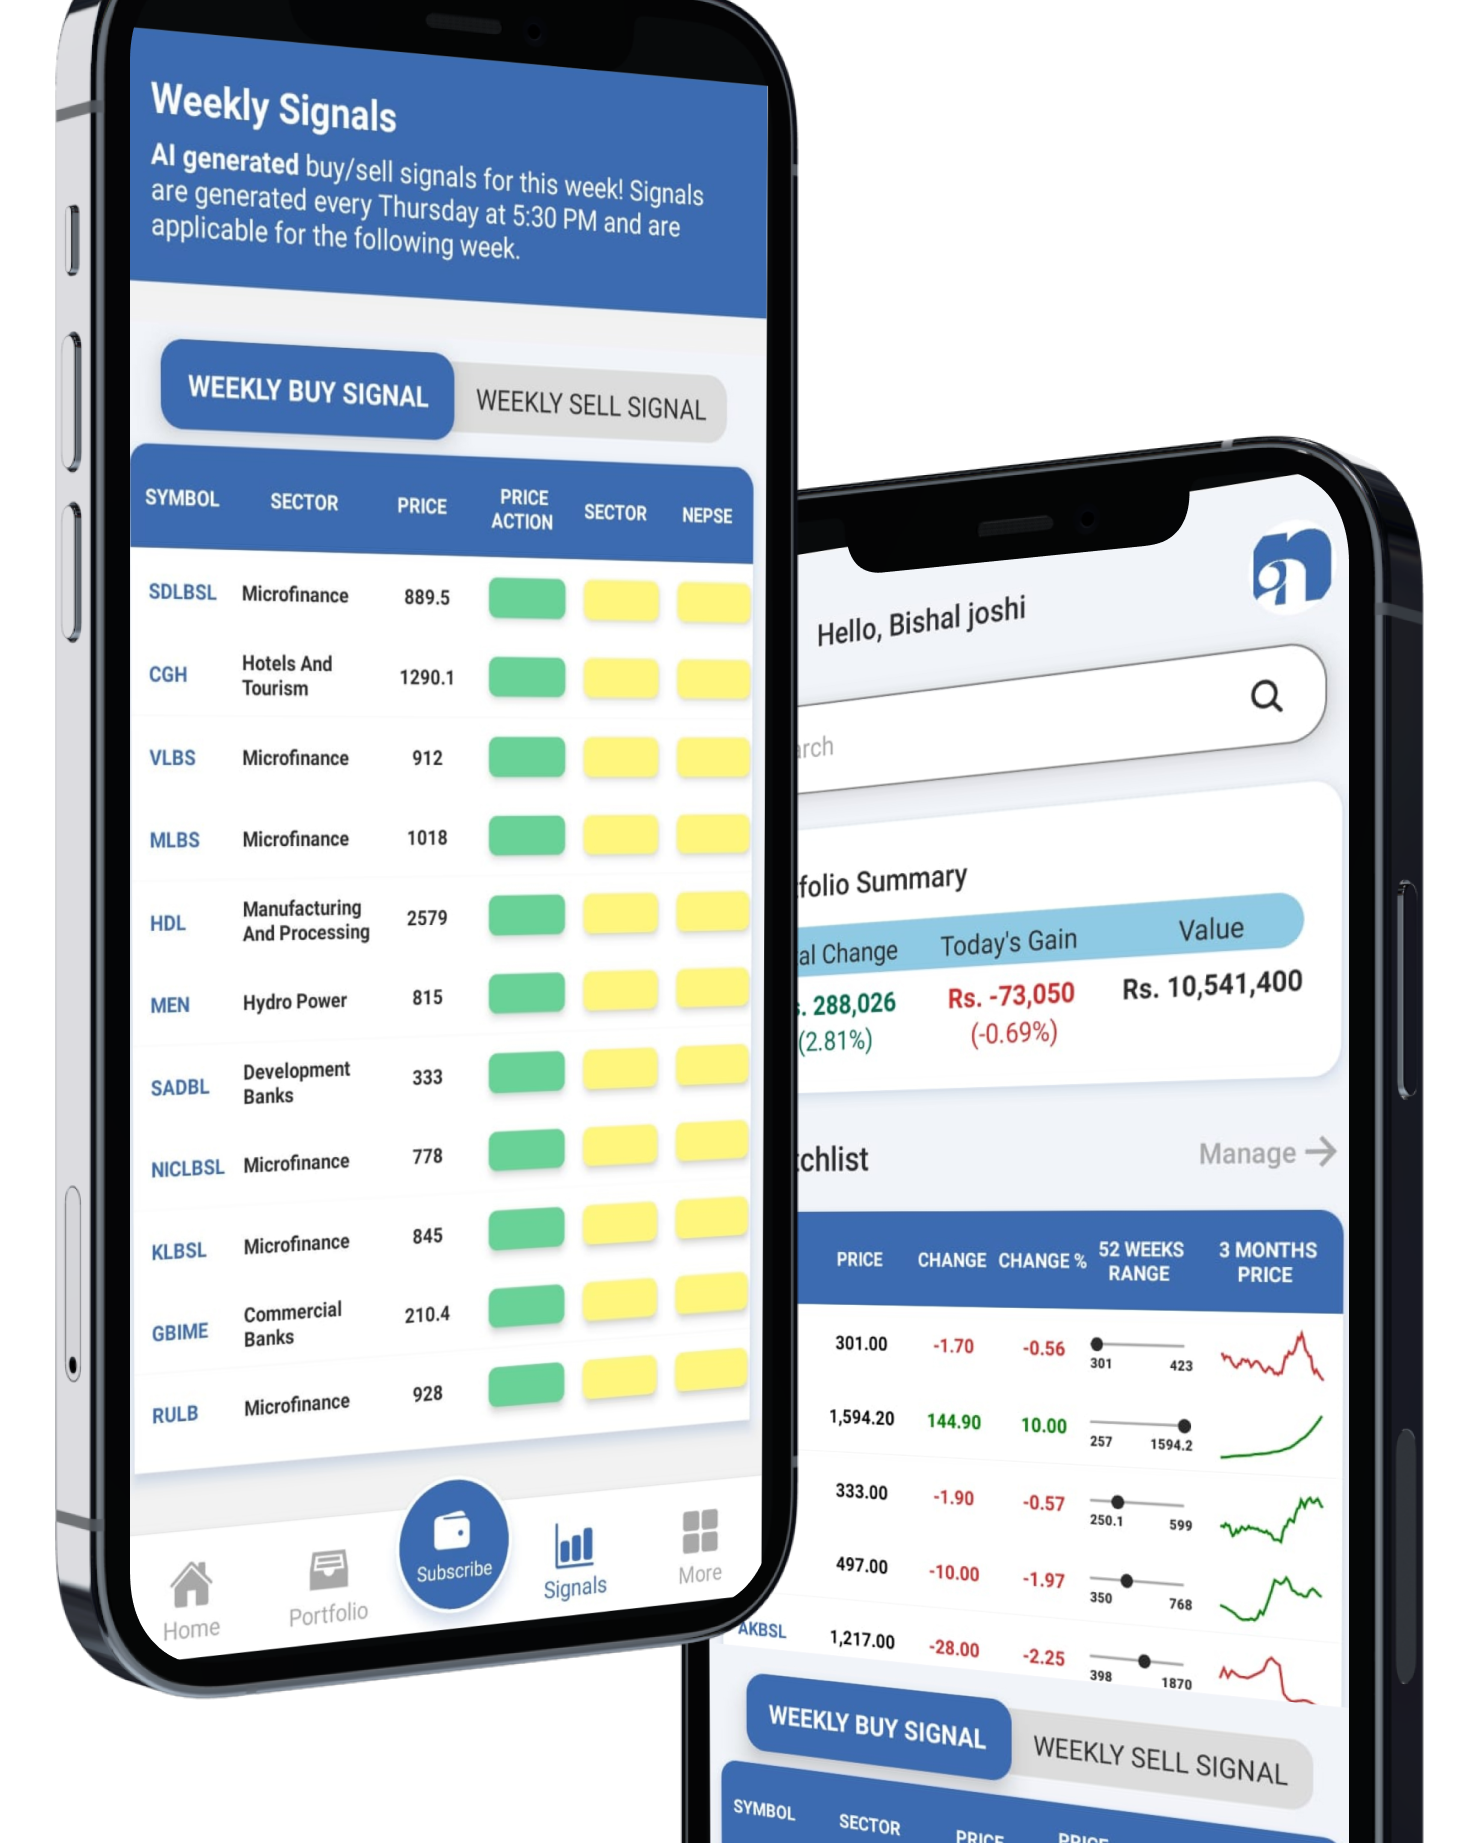 Weekly Signals
AI generated buy/sell signals for this week! Signals
are generated every Thursday at 5:30 PM and are
applicable for the following week.
WEEKLY BUY SIGNAL WEEKLY SELL SIGNAL
SYMBOL SECTOR PRICE PRICE ACTION SECTOR NEPSE
SDLBSL Microfinance 889.5
CGH Hotels And Tourism 1290.1
VLBS Microfinance 912
MLBS Microfinance 1018
HDL Manufacturing And Processing 2579
MEN Hydro Power 815
SADBL Development Banks 333
NICLBSL Microfinance 778
KLBSL Microfinance 845
GBIME Commercial Banks 210.4
RULB Microfinance 928
Home Portfolio Subscribe Signals More
Hello, Bishal joshi
arch
folio Summary
al Change Today's Gain Value
. 288,026 Rs. -73,050 Rs. 10,541,400
(2.81%) (-0.69%)
chlist Manage
PRICE CHANGE CHANGE % 52 WEEKS RANGE 3 MONTHS PRICE
301.00 -1.70 -0.56 301 423
1,594.20 144.90 10.00 257 1594.2
333.00 -1.90 -0.57 250.1 599
497.00 -10.00 -1.97 350 768
AKBSL 1,217.00 -28.00 -2.25 398 1870
WEEKLY BUY SIGNAL WEEKLY SELL SIGNAL
SYMBOL SECTOR PRICE PRICE